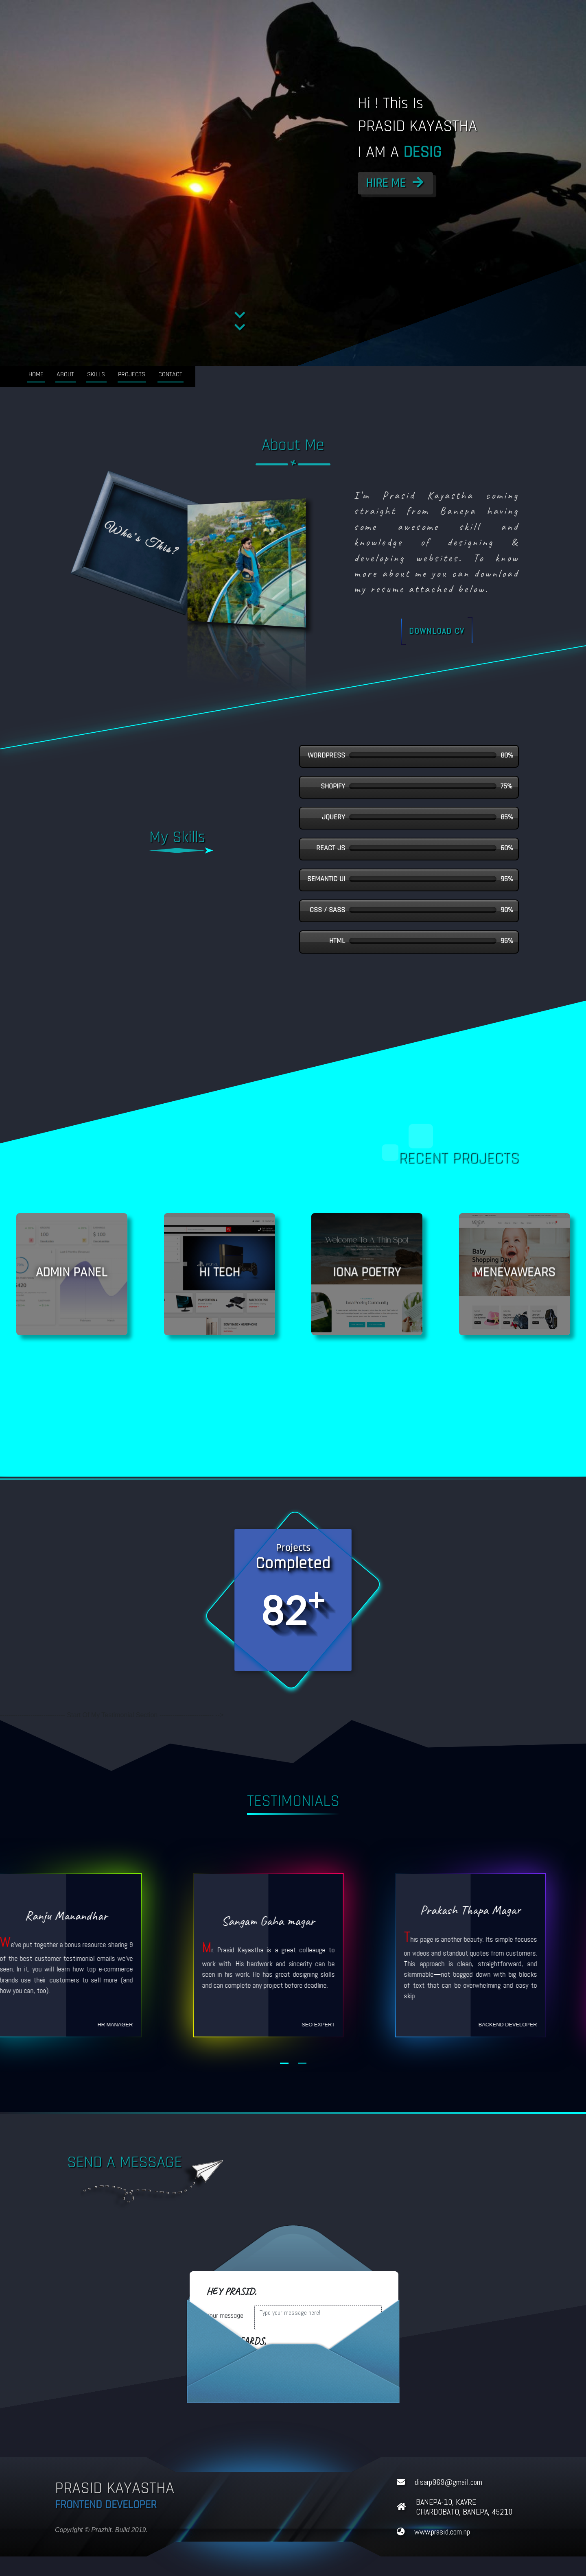 Hi ! This Is
PRASID KAYASTHA
I AM A DESIG
HIRE ME
HOME ABOUT SKILLS PROJECTS CONTACT
About Me
Who's This?
I'm Prasid Kayastha coming
straight from Banepa having
some awesome skill and
knowledge of designing &
developing websites. To know
more about me you can download
my resume attached below.
DOWNLOAD CV
My Skills
WORDPRESS 80%
SHOPIFY 75%
JQUERY 85%
REACT JS 60%
SEMANTIC UI 95%
CSS / SASS 90%
HTML 95%
RECENT PROJECTS
ADMIN PANEL
HI TECH
Welcome To A Thin Spot
IONA POETRY
Baby
Shopping Day
MENEVAWEARS
Projects
Completed
82+
TESTIMONIALS
Ranju Manandhar
We've put together a bonus resource sharing 9
of the best customer testimonial emails we've
seen. In it, you will learn how top e-commerce
brands use their customers to sell more (and
how you can, too).
— HR MANAGER
Sangam Gaha magar
Mr. Prasid Kayastha is a great colleauge to
work with. His hardwork and sincerity can be
seen in his work. He has great designing skills
and can complete any project before deadline.
— SEO EXPERT
Prakash Thapa Magar
This page is another beauty. Its simple focuses
on videos and standout quotes from customers.
This approach is clean, straightforward, and
skimmable—not bogged down with big blocks
of text that can be overwhelming and easy to
skip.
— BACKEND DEVELOPER
SEND A MESSAGE
HEY PRASID,
our message:
Type your message here!
ARDS,
PRASID KAYASTHA
FRONTEND DEVELOPER
Copyright © Prazhit. Build 2019.
disarp969@gmail.com
BANEPA-10, KAVRE
CHARDOBATO, BANEPA, 45210
www.prasid.com.np